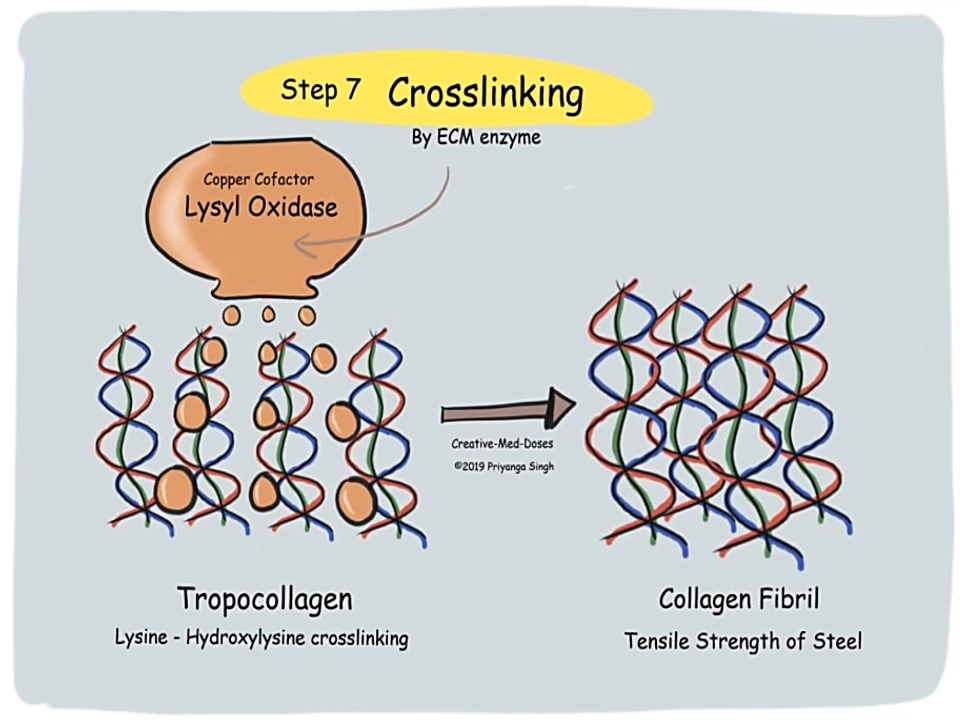 Step 7 Crosslinking
By ECM enzyme
Copper Cofactor
Lysyl Oxidase
Creative-Med-Doses
©2019 Priyanga Singh
Tropocollagen
Lysine - Hydroxylysine crosslinking
Collagen Fibril
Tensile Strength of Steel